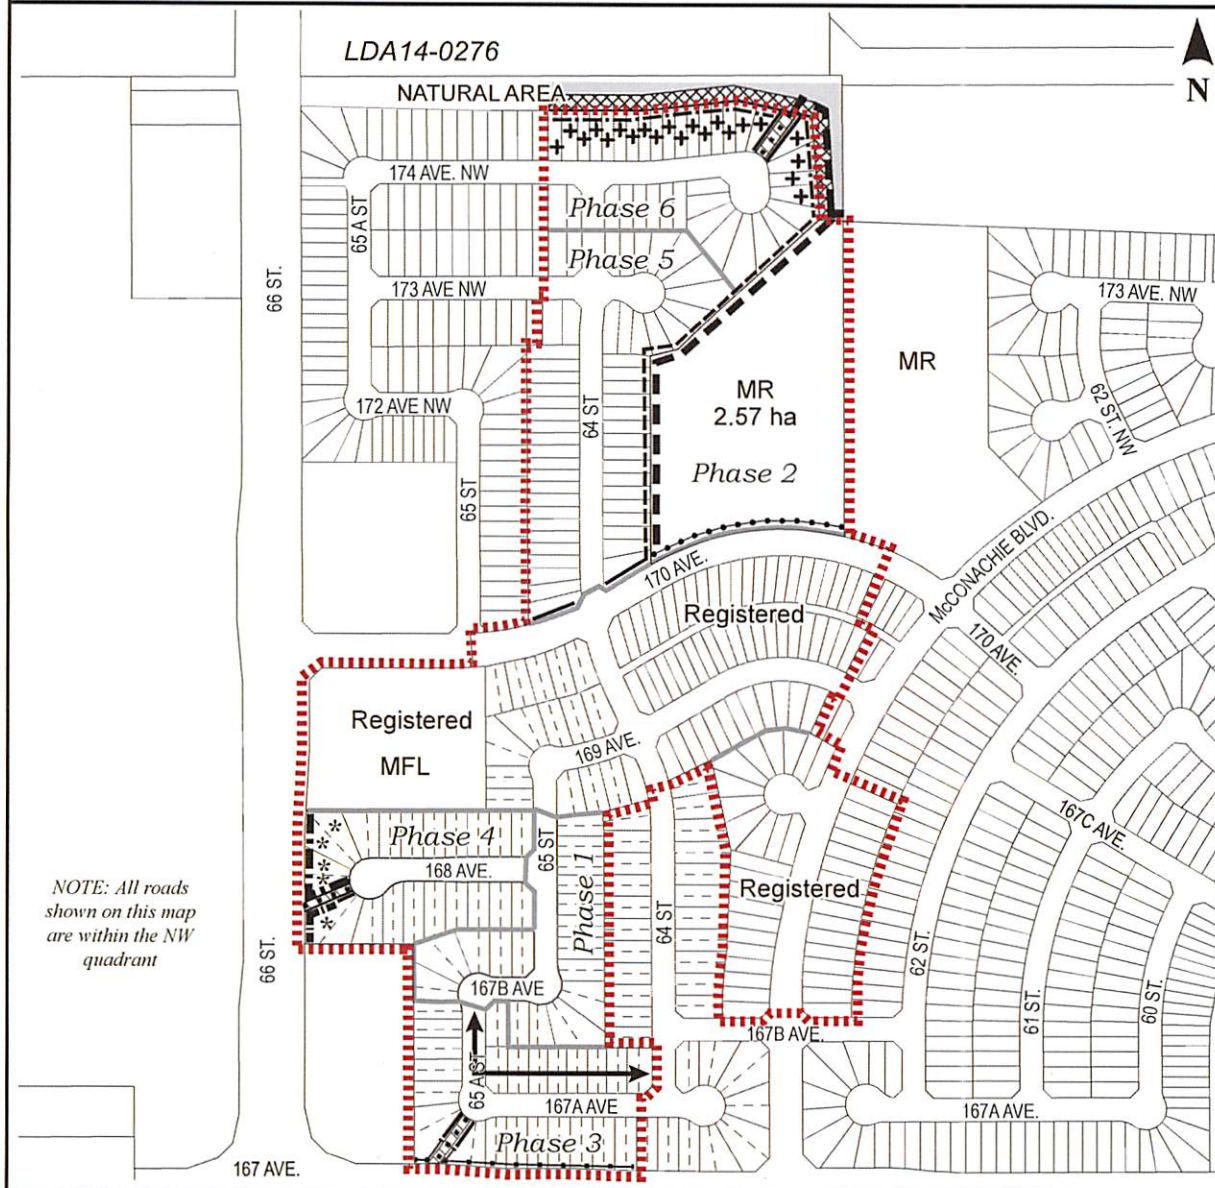 LDA14-0276
N
NATURAL AREA
174 AVE. NW
65 A ST
Phase 6
Phase 5
66 ST.
173 AVE NW
173 AVE. NW
MR
MR
2.57 ha
172 AVE NW
64 ST
62 ST. NW
Phase 2
65 ST
170 AVE.
McCONACHIE BLVD.
Registered
170 AVE.
Registered
MFL
169 AVE.
167C AVE.
Phase 4
65 ST
168 AVE.
Phase 1
Registered
NOTE: All roads
shown on this map
are within the NW
quadrant
64 ST
62 ST.
66 ST.
167B AVE
61 ST.
60 ST.
167B AVE.
65 A ST
167A AVE
167A AVE.
Phase 3
167 AVE.